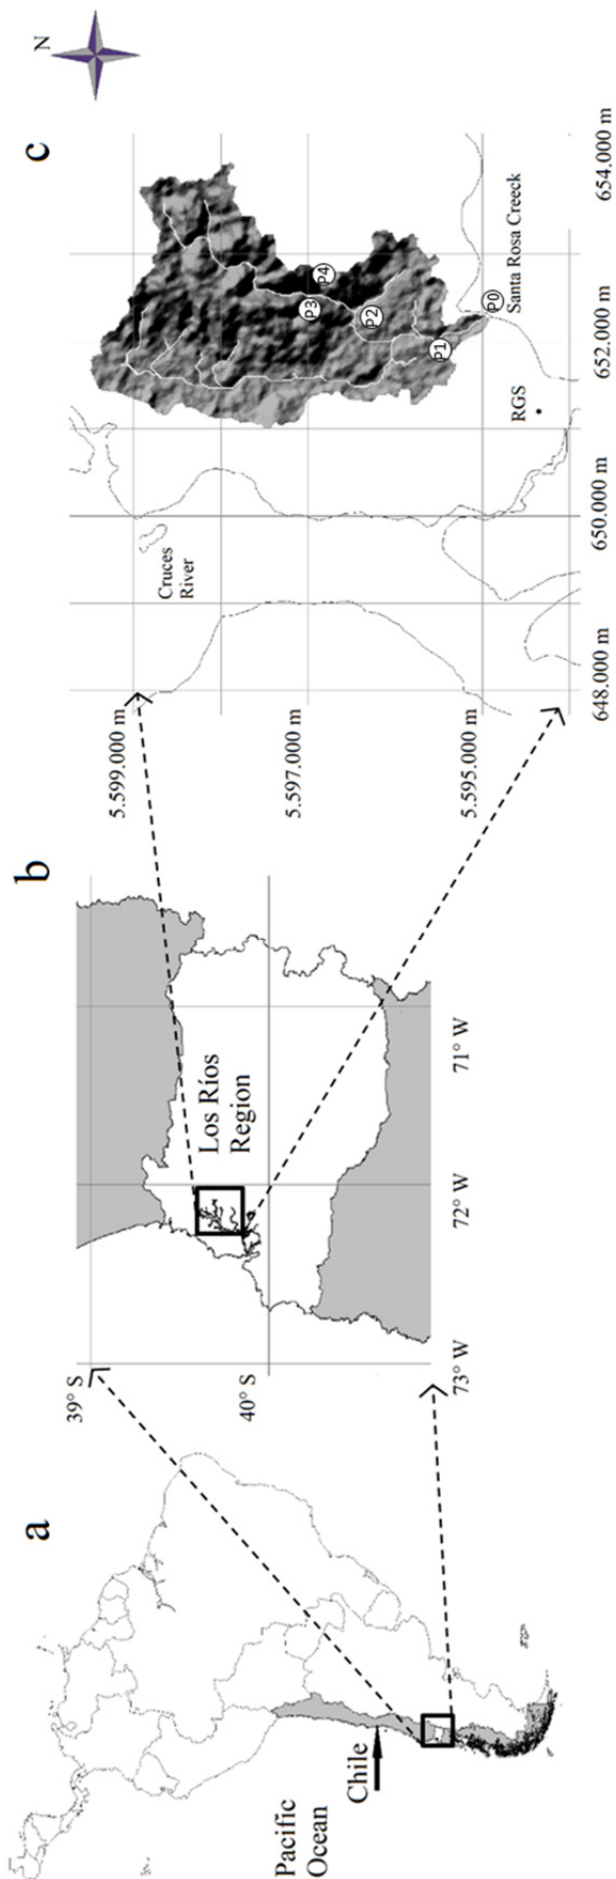 a
Pacific
Ocean
Chile
b
39° S
40° S
Los Ríos
Region
73° W
72° W
71° W
c
N
5.599.000 m
5.597.000 m
5.595.000 m
Cruces
River
P3
P4
P2
P1
P0
Santa Rosa Creeck
RGS
648.000 m
650.000 m
652.000 m
654.000 m